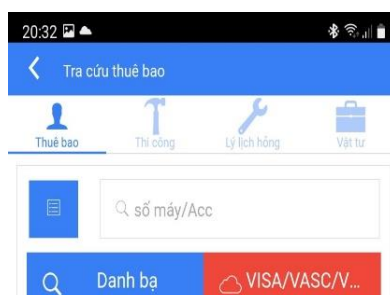 20:32
Tra cứu thuê bao
Thuê bao Thi công Lý lịch hỏng Vật tư
số máy/Acc
Danh bạ VISA/VASC/V...